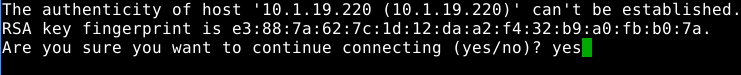 The authenticity of host '10.1.19.220 (10.1.19.220)' can't be established.
RSA key fingerprint is e3:88:7a:62:7c:1d:12:da:a2:f4:32:b9:a0:fb:b0:7a.
Are you sure you want to continue connecting (yes/no)? yes